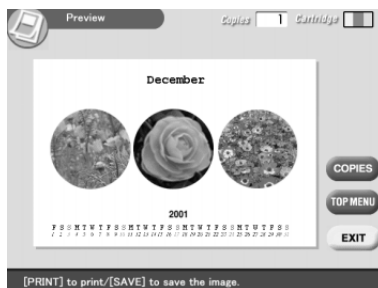 Preview
Copies 1 Cartridge
December
COPIES
TOP MENU
EXIT
2001
[PRINT] to print/[SAVE] to save the image.